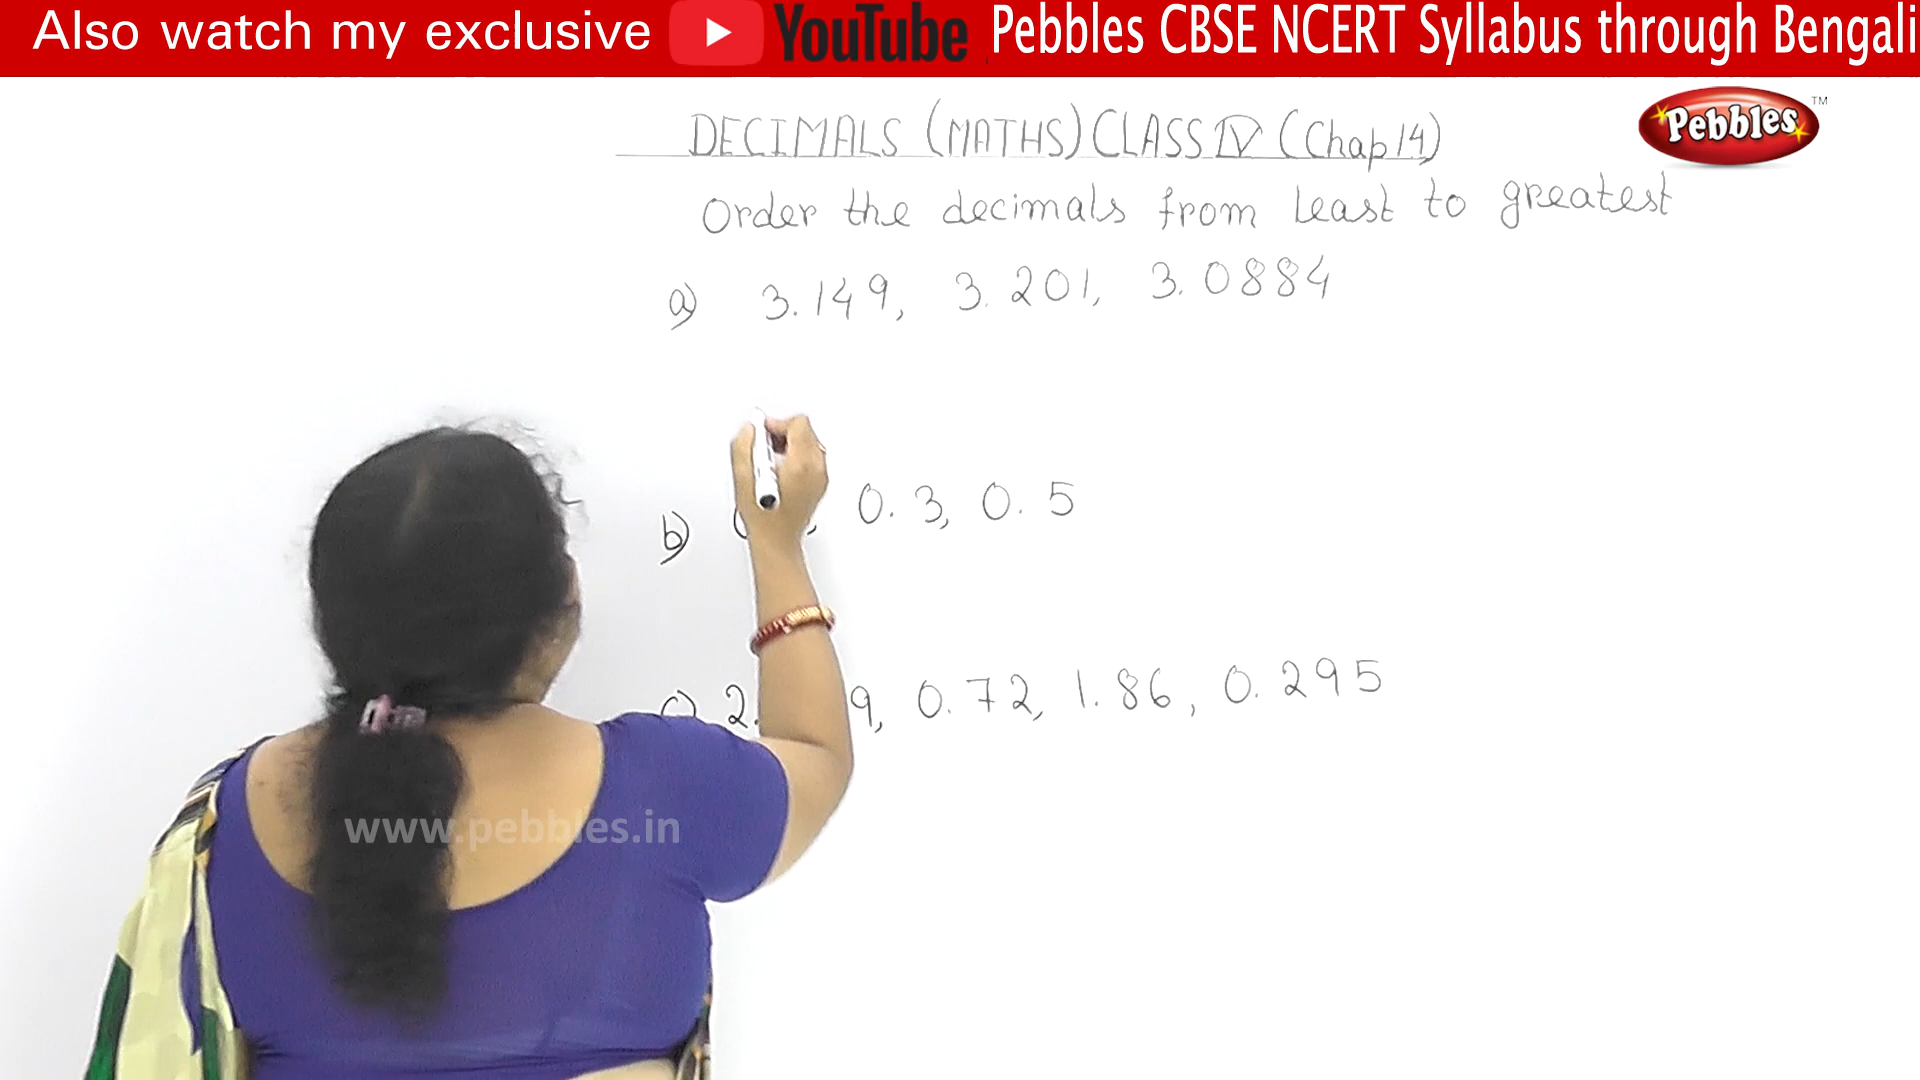 Also watch my exclusive YouTube Pebbles CBSE NCERT Syllabus through Bengali
Pebbles TM
DECIMALS (MATHS) CLASS IV (Chap 14)
Order the decimals from least to greatest
a) 3.149, 3.201, 3.0884
b) 0.3, 0.5
c) 2. 9, 0.72, 1.86, 0.295
www.pebbles.in